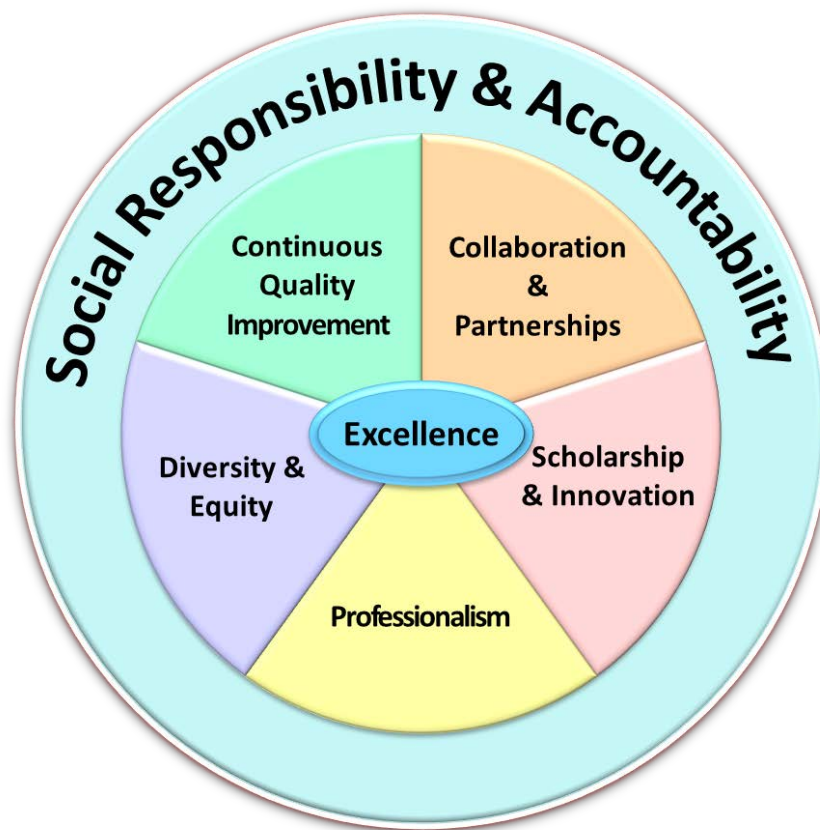 Social Responsibility & Accountability
Continuous
Quality
Improvement
Collaboration
&
Partnerships
Excellence
Diversity &
Equity
Scholarship
& Innovation
Professionalism